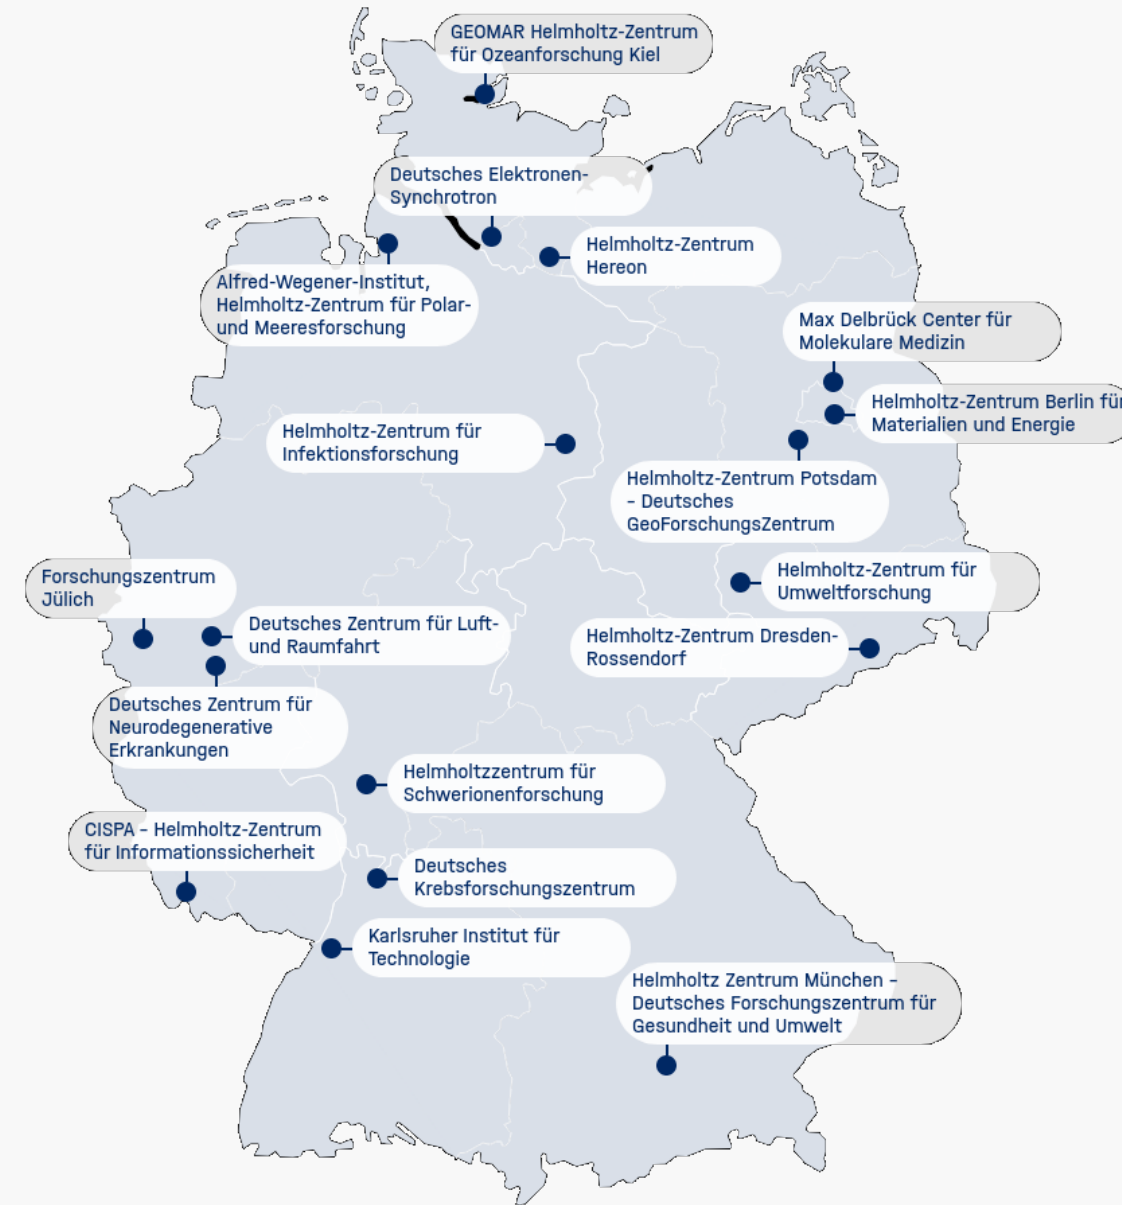 GEOMAR Helmholtz-Zentrum
für Ozeanforschung Kiel
Deutsches Elektronen-
Synchrotron
Helmholtz-Zentrum
Hereon
Alfred-Wegener-Institut,
Helmholtz-Zentrum für Polar-
und Meeresforschung
Max Delbrück Center für
Molekulare Medizin
Helmholtz-Zentrum Berlin für
Materialien und Energie
Helmholtz-Zentrum für
Infektionsforschung
Helmholtz-Zentrum Potsdam
– Deutsches
GeoForschungsZentrum
Forschungszentrum
Jülich
Helmholtz-Zentrum für
Umweltforschung
Deutsches Zentrum für Luft-
und Raumfahrt
Helmholtz-Zentrum Dresden-
Rossendorf
Deutsches Zentrum für
Neurodegenerative
Erkrankungen
Helmholtzzentrum für
Schwerionenforschung
CISPA – Helmholtz-Zentrum
für Informationssicherheit
Deutsches
Krebsforschungszentrum
Karlsruher Institut für
Technologie
Helmholtz Zentrum München –
Deutsches Forschungszentrum für
Gesundheit und Umwelt